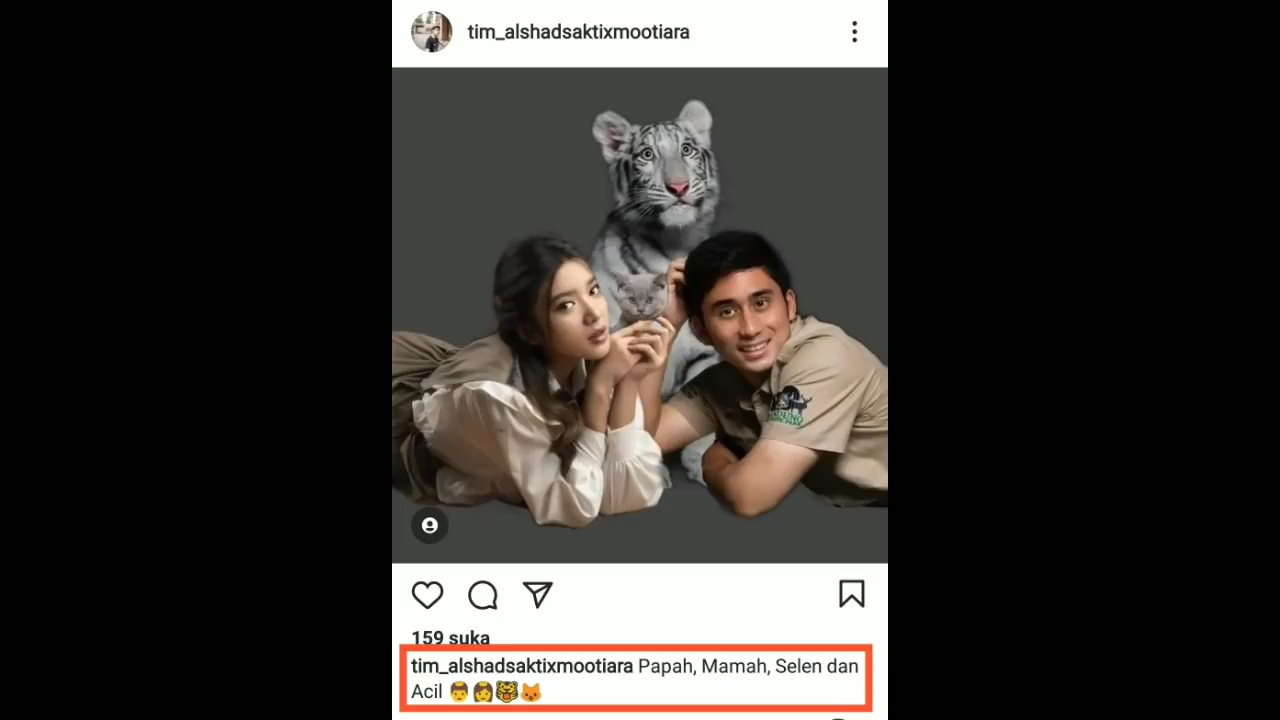 tim_alshadsaktixmootiara
159 suka
tim_alshadsaktixmootiara Papah, Mamah, Selen dan
Acil 👨👩🐯😺